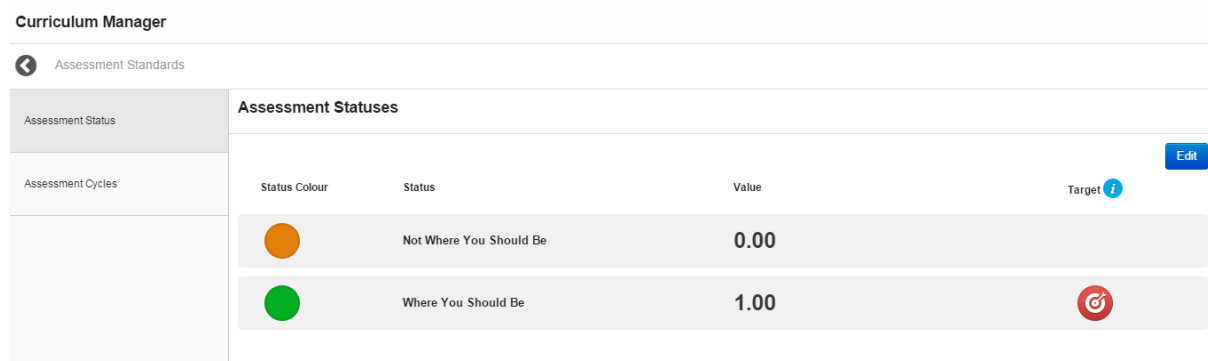 Curriculum Manager
Assessment Standards
Assessment Status
Assessment Cycles
Assessment Statuses
Edit
Status Colour Status Value Target i
Not Where You Should Be 0.00
Where You Should Be 1.00